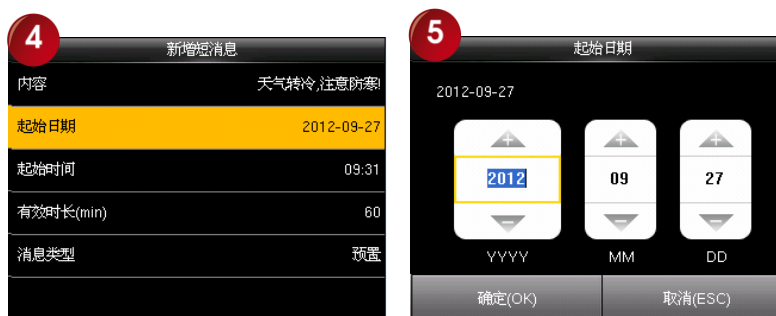 4
新增短消息
内容 天气转冷,注意防寒!
起始日期 2012-09-27
起始时间 09:31
有效时长(min) 60
消息类型 预置
5
起始日期
2012-09-27
2012 09 27
YYYY MM DD
确定(OK) 取消(ESC)